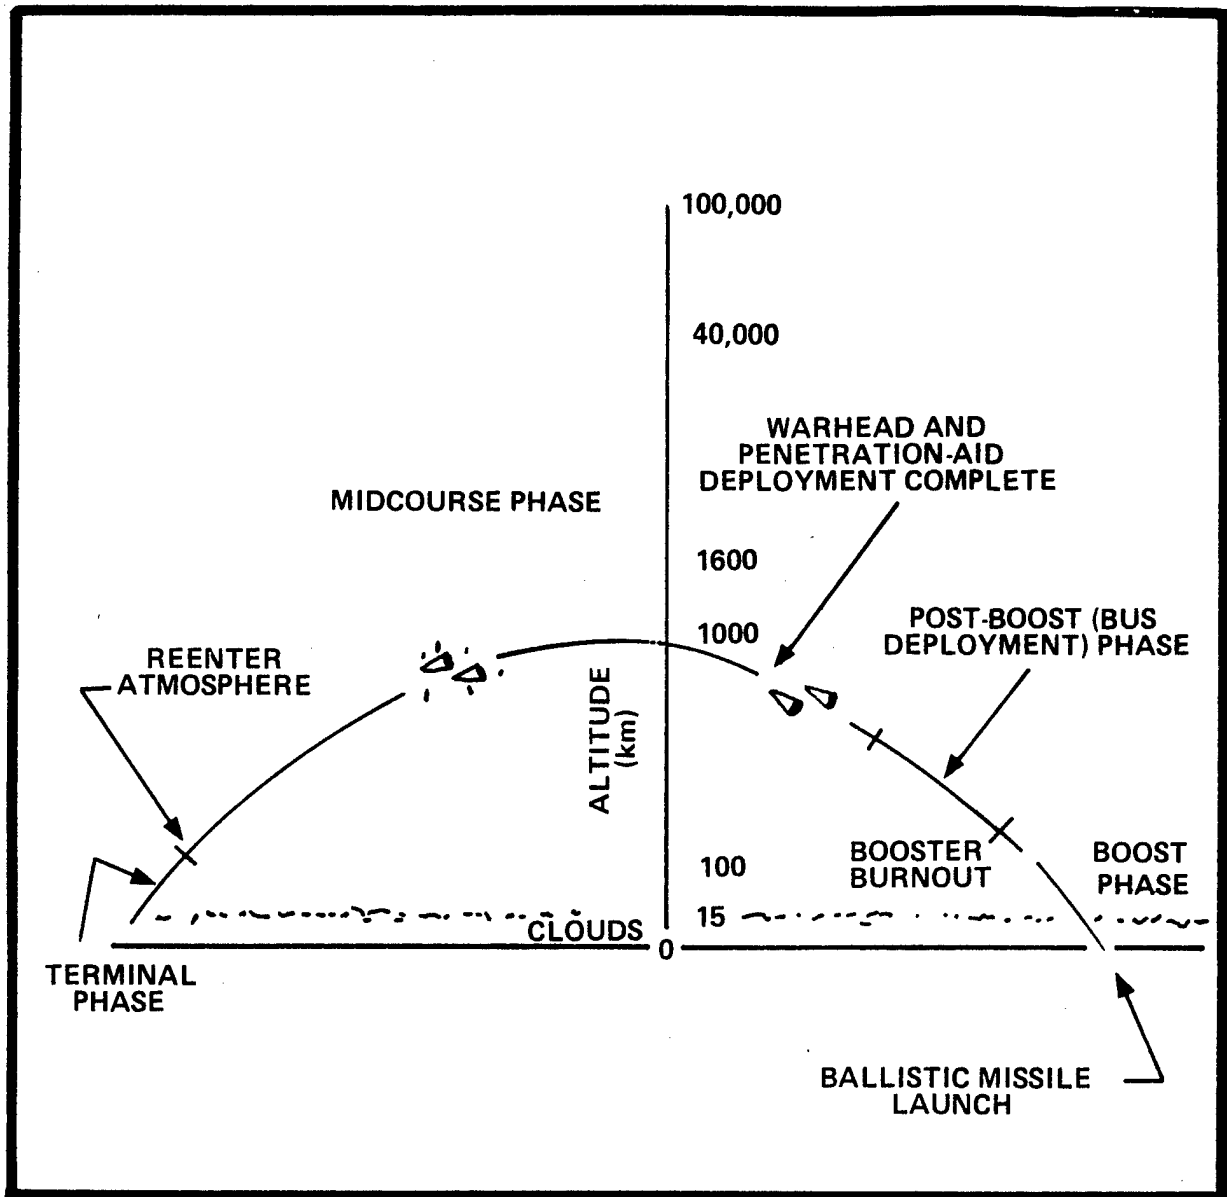 100,000
40,000
WARHEAD AND
PENETRATION-AID
DEPLOYMENT COMPLETE
MIDCOURSE PHASE
1600
1000
POST-BOOST (BUS
DEPLOYMENT) PHASE
REENTER
ATMOSPHERE
ALTITUDE
(km)
BOOSTER
BURNOUT
BOOST
PHASE
100
15
CLOUDS
0
TERMINAL
PHASE
BALLISTIC MISSILE
LAUNCH